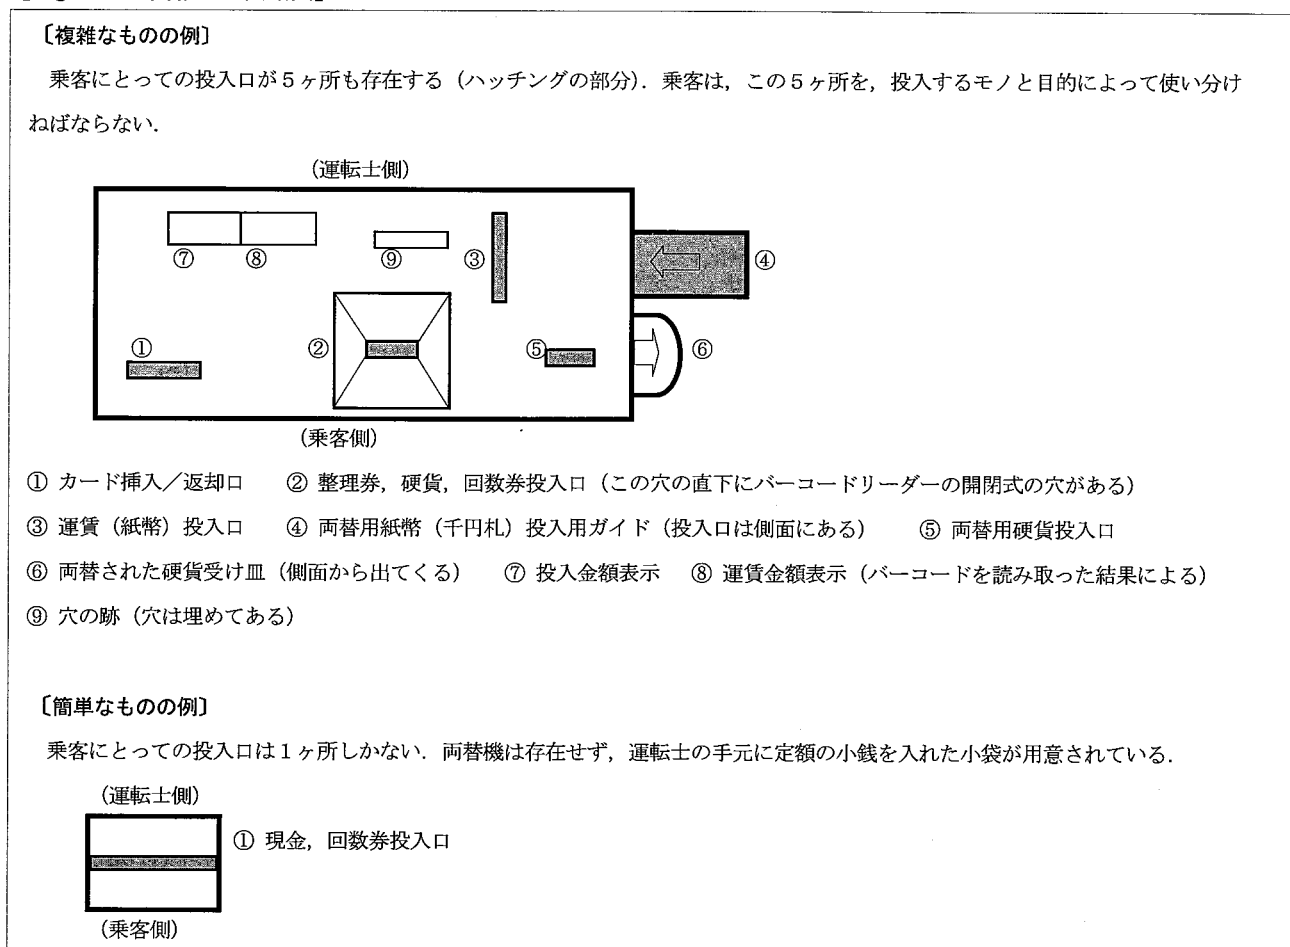 〔複雑なものの例〕
乗客にとっての投入口が５ヶ所も存在する（ハッチングの部分）．乗客は，この５ヶ所を，投入するモノと目的によって使い分け
ねばならない．
（運転士側）
⑦ ⑧ ⑨ ③ ④
① ② ⑤ ⑥
（乗客側）
① カード挿入／返却口 ② 整理券，硬貨，回数券投入口（この穴の直下にバーコードリーダーの開閉式の穴がある）
③ 運賃（紙幣）投入口 ④ 両替用紙幣（千円札）投入用ガイド（投入口は側面にある） ⑤ 両替用硬貨投入口
⑥ 両替された硬貨受け皿（側面から出てくる） ⑦ 投入金額表示 ⑧ 運賃金額表示（バーコードを読み取った結果による）
⑨ 穴の跡（穴は埋めてある）
〔簡単なものの例〕
乗客にとっての投入口は１ヶ所しかない．両替機は存在せず，運転士の手元に定額の小銭を入れた小袋が用意されている．
（運転士側）
① 現金，回数券投入口
（乗客側）